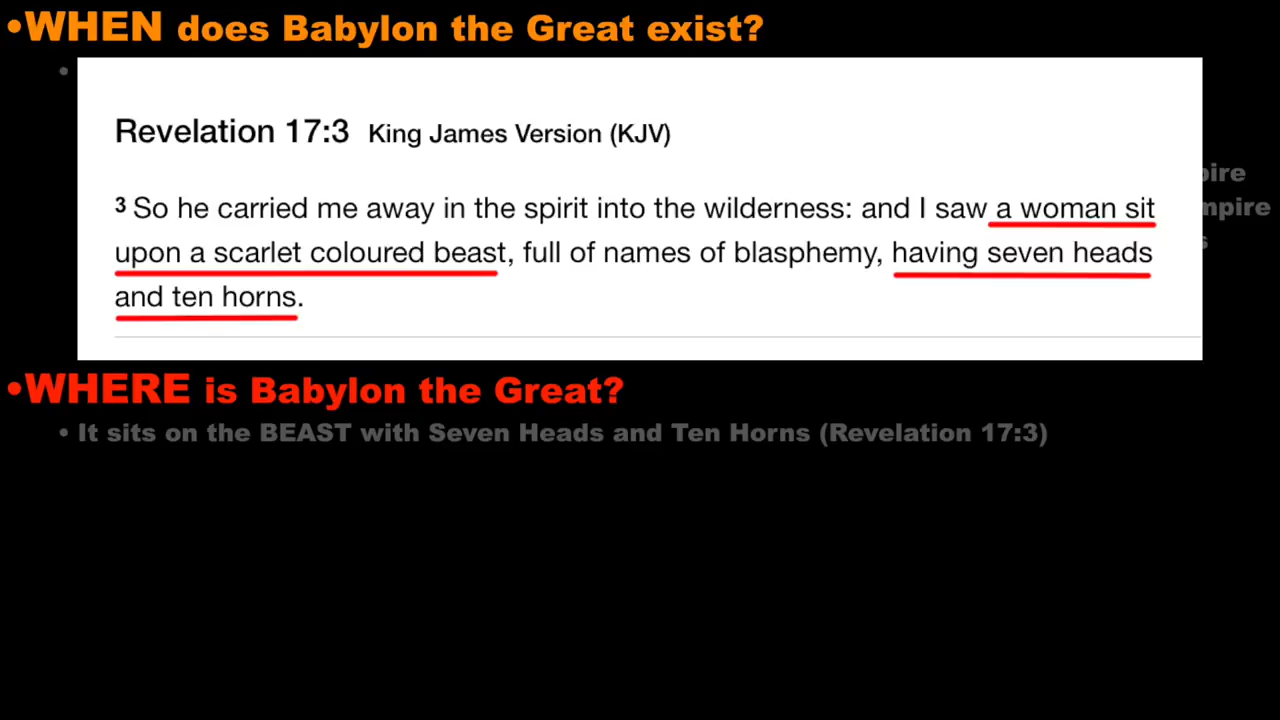 •WHEN does Babylon the Great exist?
•
Revelation 17:3 King James Version (KJV)
3 So he carried me away in the spirit into the wilderness: and I saw a woman sit
upon a scarlet coloured beast, full of names of blasphemy, having seven heads
and ten horns.
•WHERE is Babylon the Great?
• It sits on the BEAST with Seven Heads and Ten Horns (Revelation 17:3)